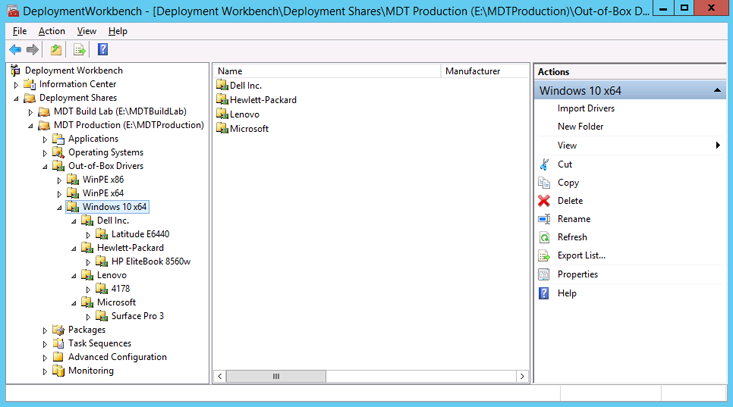 DeploymentWorkbench - [Deployment Workbench\Deployment Shares\MDT Production (E:\MDTProduction)\Out-of-Box D...
File Action View Help
Deployment Workbench
Information Center
Deployment Shares
MDT Build Lab (E:\MDTBuildLab)
MDT Production (E:\MDTProduction)
Applications
Operating Systems
Out-of-Box Drivers
WinPE x86
WinPE x64
Windows 10 x64
Dell Inc.
Latitude E6440
Hewlett-Packard
HP EliteBook 8560w
Lenovo
4178
Microsoft
Surface Pro 3
Packages
Task Sequences
Advanced Configuration
Monitoring
Name Manufacturer
Dell Inc.
Hewlett-Packard
Lenovo
Microsoft
Actions
Windows 10 x64
Import Drivers
New Folder
View
Cut
Copy
Delete
Rename
Refresh
Export List...
Properties
Help